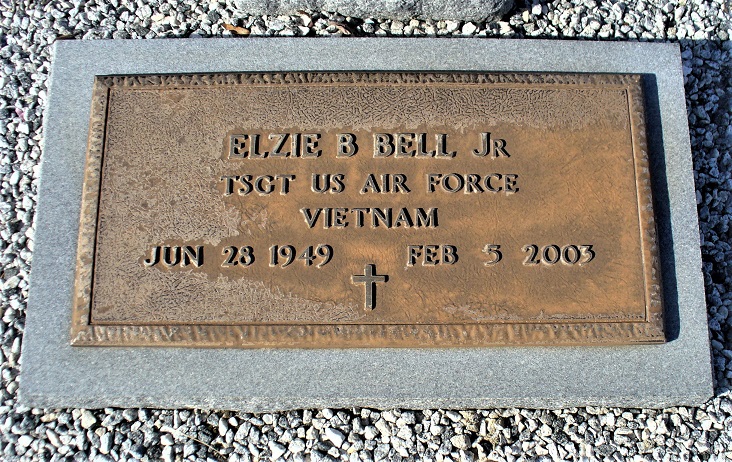 ELZIE B BELL JR
TSGT US AIR FORCE
VIETNAM
JUN 28 1949 FEB 5 2003